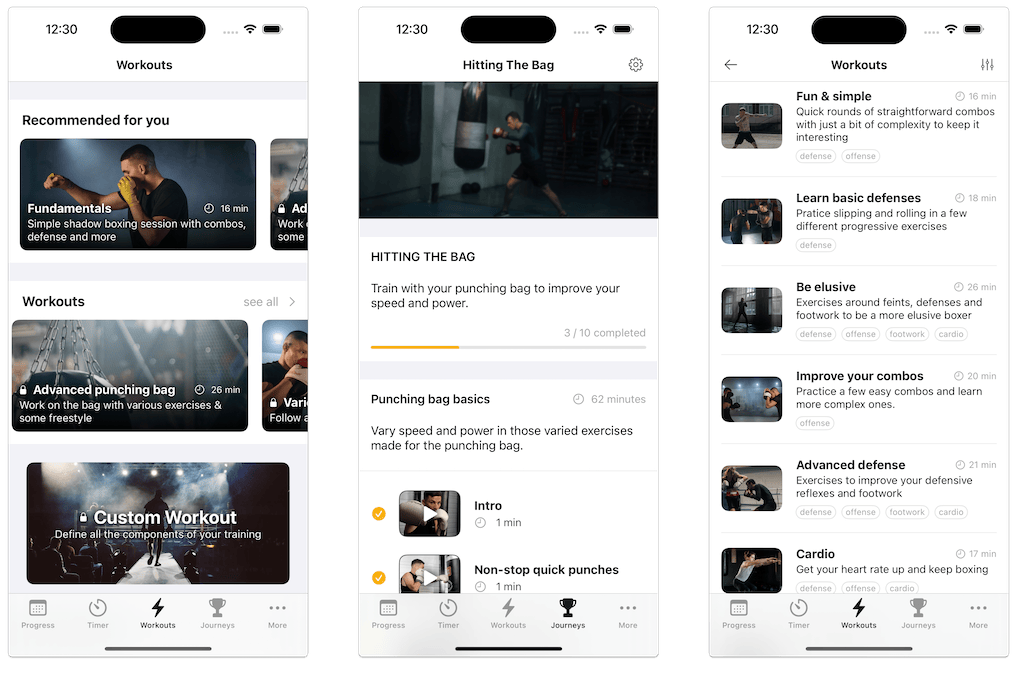 12:30
Workouts
Recommended for you
Fundamentals
16 min
Simple shadow boxing session with combos,
defense and more
Ad
Work
some
Workouts
see all
Advanced punching bag
26 min
Work on the bag with various exercises &
some freestyle
Vari
Follow a
Custom Workout
Define all the components of your training
Progress
Timer
Workouts
Journeys
More
12:30
Hitting The Bag
HITTING THE BAG
Train with your punching bag to improve your
speed and power.
3 / 10 completed
Punching bag basics
62 minutes
Vary speed and power in those varied exercises
made for the punching bag.
Intro
1 min
Non-stop quick punches
1 min
Progress
Timer
Workouts
Journeys
More
12:30
Workouts
Fun & simple
16 min
Quick rounds of straightforward combos
with just a bit of complexity to keep it
interesting
defense offense
Learn basic defenses
18 min
Pratice slipping and rolling in a few
different progressive exercises
defense
Be elusive
26 min
Exercises around feints, defenses and
footwork to be a more elusive boxer
defense offense footwork cardio
Improve your combos
20 min
Practice a few easy combos and learn
more complex ones.
offense
Advanced defense
21 min
Exercises to improve your defensive
reflexes and footwork
defense offense footwork cardio
Cardio
17 min
Get your heart rate up and keep boxing
defense offense cardio
Progress
Timer
Workouts
Journeys
More